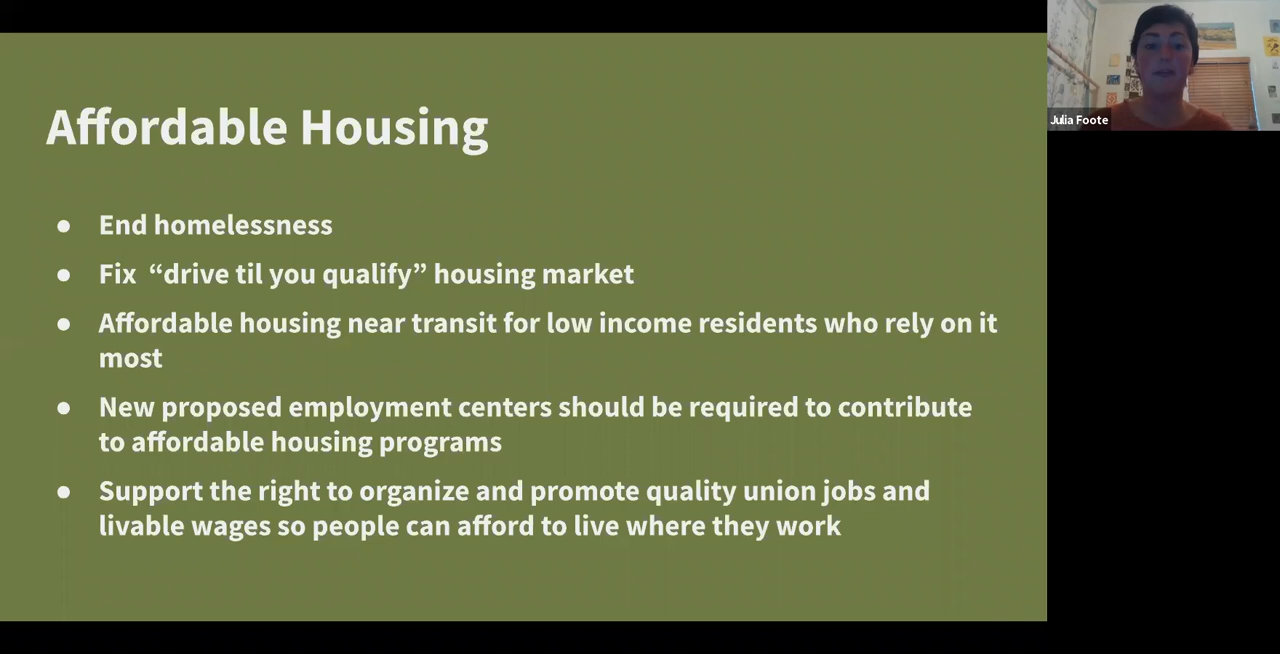 Affordable Housing
● End homelessness
● Fix “drive til you qualify” housing market
● Affordable housing near transit for low income residents who rely on it
most
● New proposed employment centers should be required to contribute
to affordable housing programs
● Support the right to organize and promote quality union jobs and
livable wages so people can afford to live where they work
Julia Foote